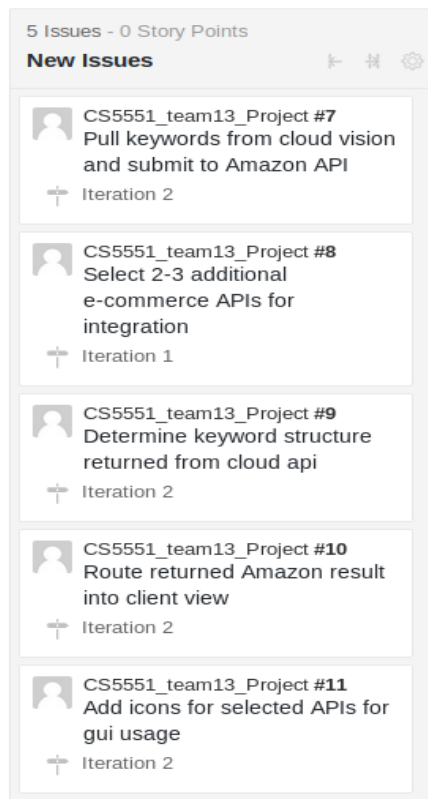 5 Issues - 0 Story Points
New Issues
CS5551_team13_Project #7
Pull keywords from cloud vision
and submit to Amazon API
Iteration 2
CS5551_team13_Project #8
Select 2-3 additional
e-commerce APIs for
integration
Iteration 1
CS5551_team13_Project #9
Determine keyword structure
returned from cloud api
Iteration 2
CS5551_team13_Project #10
Route returned Amazon result
into client view
Iteration 2
CS5551_team13_Project #11
Add icons for selected APIs for
gui usage
Iteration 2